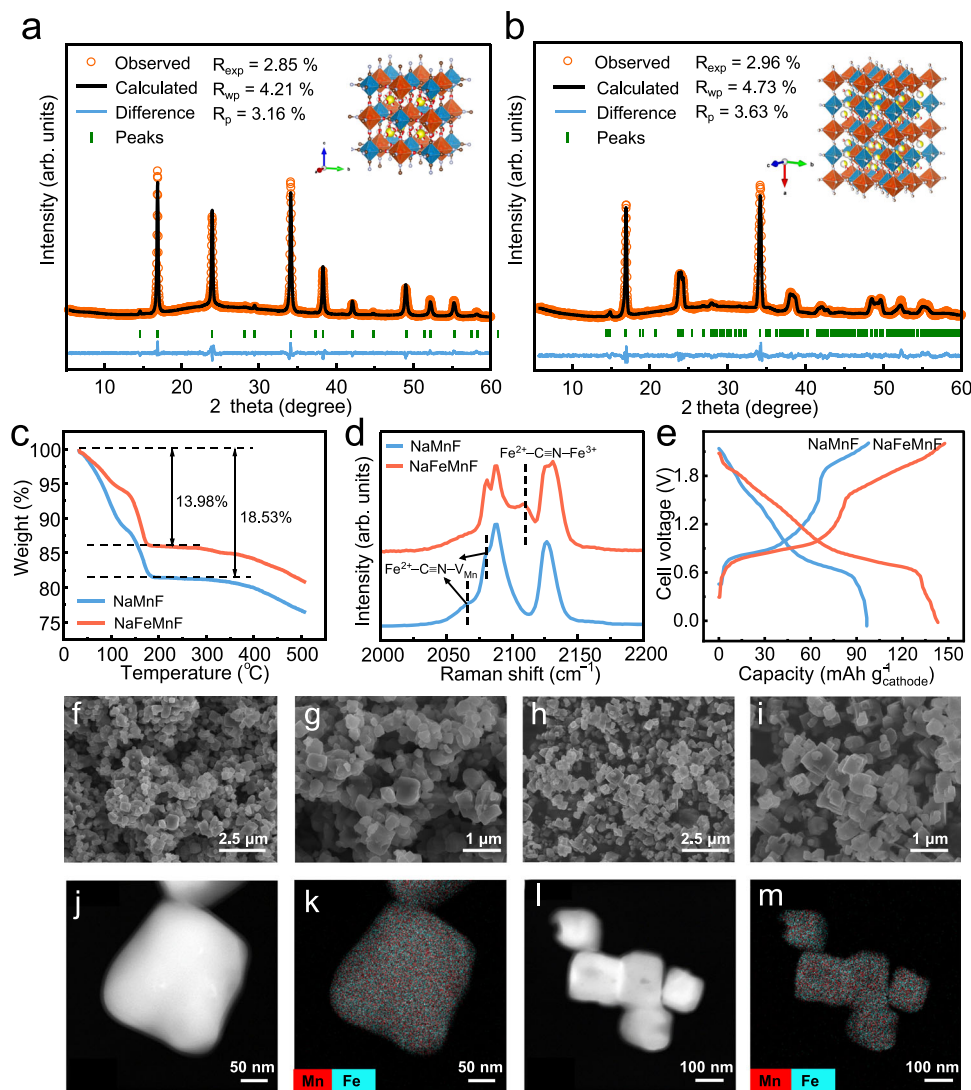 a
Observed
Calculated
Difference
Peaks
R_exp = 2.85 %
R_wp = 4.21 %
R_p = 3.16 %
Intensity (arb. units)
10 20 30 40 50 60
2 theta (degree)
b
Observed
Calculated
Difference
Peaks
R_exp = 2.96 %
R_wp = 4.73 %
R_p = 3.63 %
Intensity (arb. units)
10 20 30 40 50 60
2 theta (degree)
c
Weight (%)
100
95
90
85
80
75
13.98%
18.53%
NaMnF
NaFeMnF
0 100 200 300 400 500
Temperature (°C)
d
NaMnF
NaFeMnF
Fe²⁺–C≡N–Fe³⁺
Fe²⁺–C≡N–V_Mn
Intensity (arb. units)
2000 2050 2100 2150 2200
Raman shift (cm⁻¹)
e
NaMnF NaFeMnF
Cell voltage (V)
1.8
1.2
0.6
0.0
0 30 60 90 120 150
Capacity (mAh g⁻¹_cathode)
f
2.5 μm
g
1 μm
h
2.5 μm
i
1 μm
j
50 nm
k
50 nm
Mn Fe
l
100 nm
m
100 nm
Mn Fe